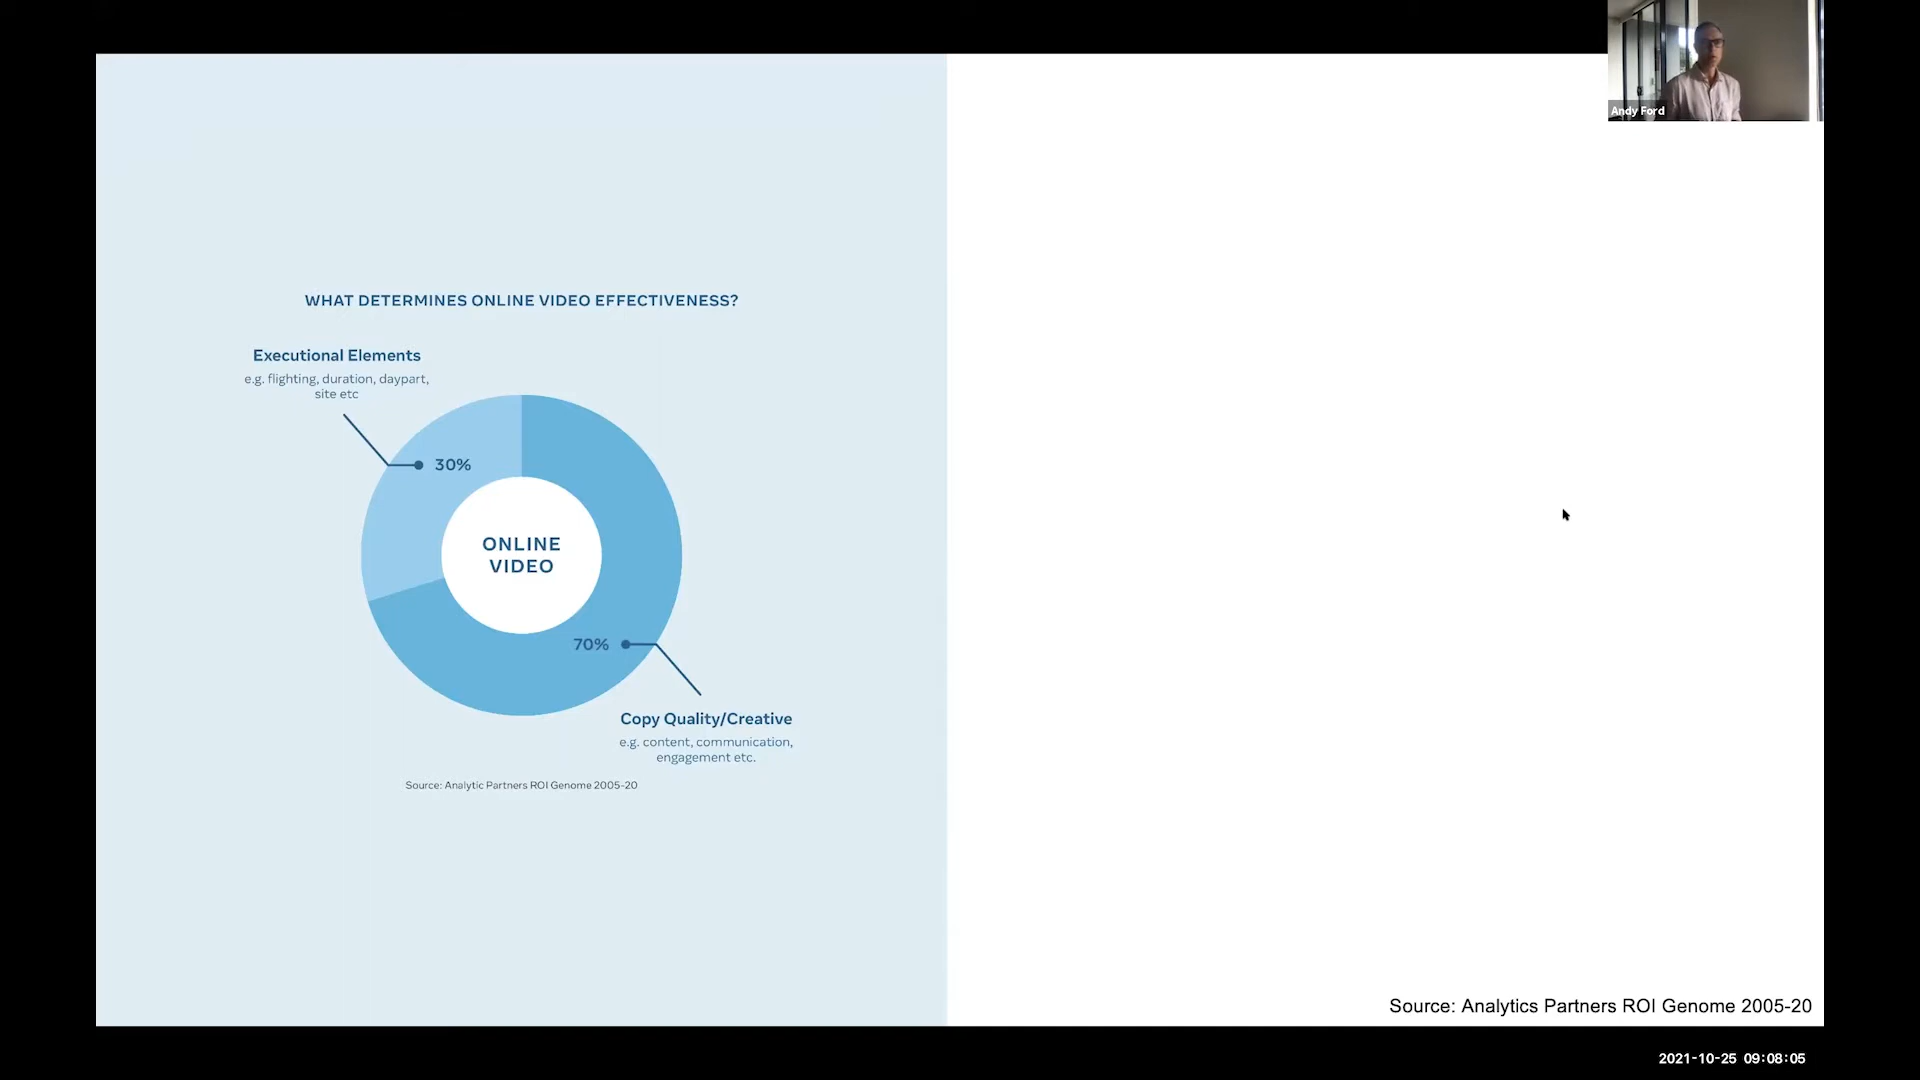 Andy Ford
WHAT DETERMINES ONLINE VIDEO EFFECTIVENESS?
Executional Elements
e.g. flighting, duration, daypart,
site etc
30%
ONLINE
VIDEO
70%
Copy Quality/Creative
e.g. content, communication,
engagement etc.
Source: Analytic Partners ROI Genome 2005-20
Source: Analytics Partners ROI Genome 2005-20
2021-10-25 09:08:05